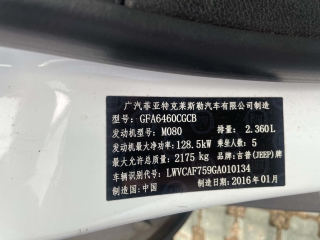 广汽菲亚特克莱斯勒汽车有限公司制造
型号: GFA6460CGCB
发动机型号: M080 排量: 2.360L
发动机最大净功率: 128.5kW 乘坐人数: 5
最大允许总质量: 2175 kg 品牌: 吉普(JEEP)牌
车辆识别代号: LWVCAF759GA010134
制造国: 中国 制造年月: 2016年01月